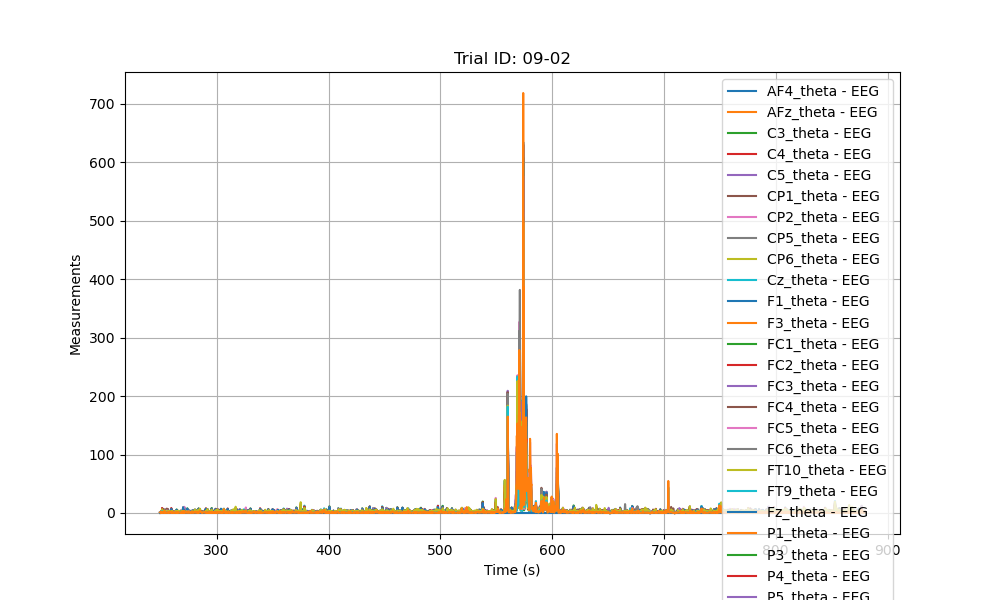 Trial ID: 09-02
Measurements
700
600
500
400
300
200
100
0
300
400
500
600
700
800
900
Time (s)
AF4_theta - EEG
AFz_theta - EEG
C3_theta - EEG
C4_theta - EEG
C5_theta - EEG
CP1_theta - EEG
CP2_theta - EEG
CP5_theta - EEG
CP6_theta - EEG
Cz_theta - EEG
F1_theta - EEG
F3_theta - EEG
FC1_theta - EEG
FC2_theta - EEG
FC3_theta - EEG
FC4_theta - EEG
FC5_theta - EEG
FC6_theta - EEG
FT10_theta - EEG
FT9_theta - EEG
Fz_theta - EEG
P1_theta - EEG
P3_theta - EEG
P4_theta - EEG
P5_theta - EEG